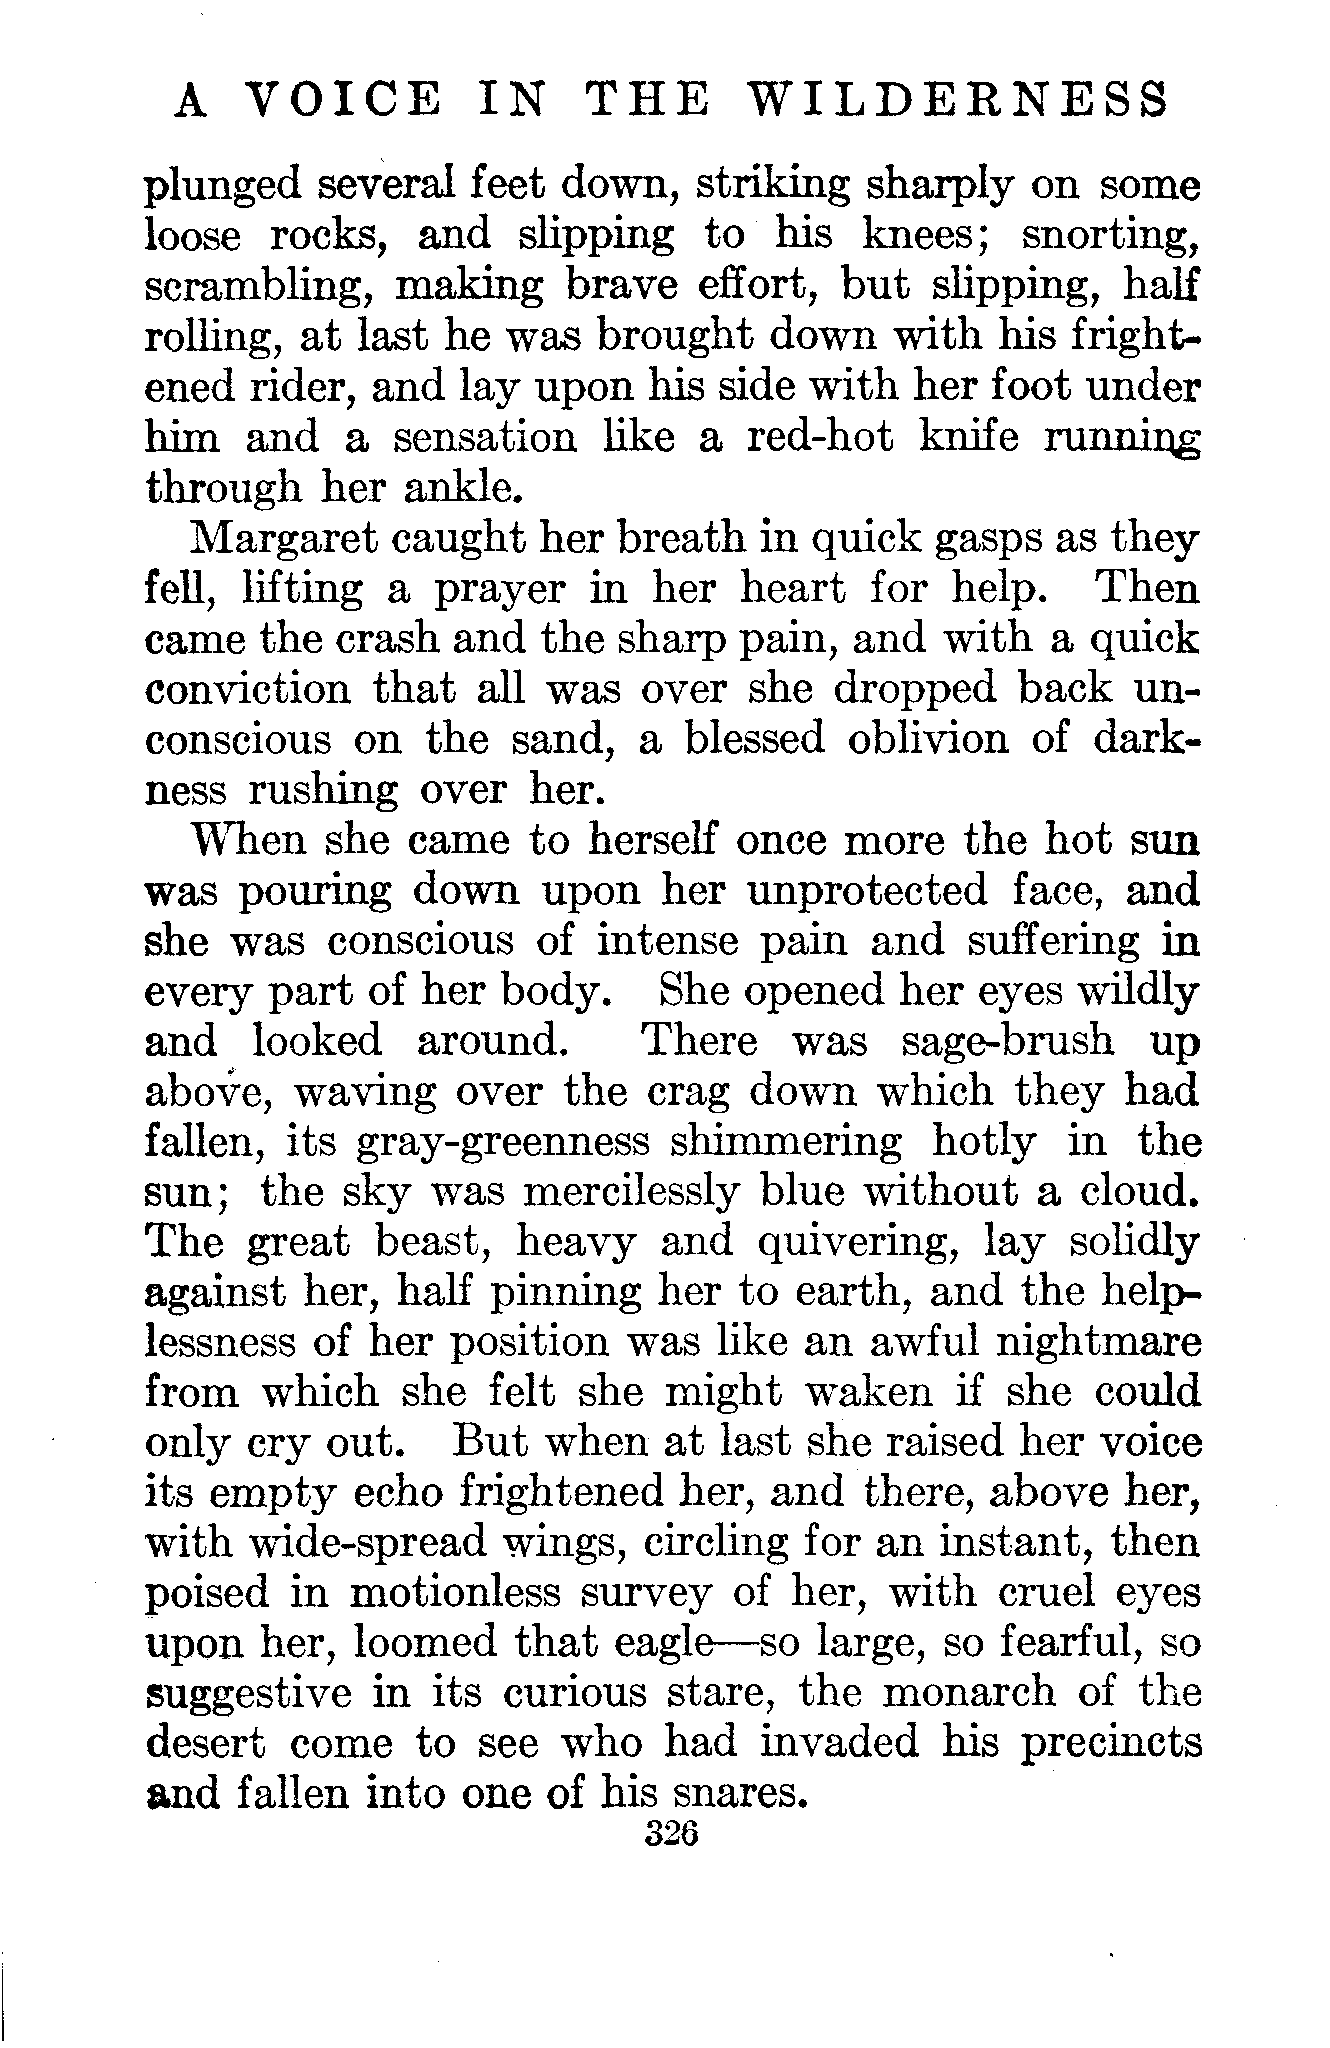 A VOICE IN THE WILDERNESS
plunged several feet down, striking sharply on some
loose rocks, and slipping to his knees; snorting,
scrambling, making brave effort, but slipping, half
rolling, at last he was brought down with his fright-
ened rider, and lay upon his side with her foot under
him and a sensation like a red-hot knife running
through her ankle.
Margaret caught her breath in quick gasps as they
fell, lifting a prayer in her heart for help. Then
came the crash and the sharp pain, and with a quick
conviction that all was over she dropped back un-
conscious on the sand, a blessed oblivion of dark-
ness rushing over her.
When she came to herself once more the hot sun
was pouring down upon her unprotected face, and
she was conscious of intense pain and suffering in
every part of her body. She opened her eyes wildly
and looked around. There was sage-brush up
above, waving over the crag down which they had
fallen, its gray-greenness shimmering hotly in the
sun; the sky was mercilessly blue without a cloud.
The great beast, heavy and quivering, lay solidly
against her, half pinning her to earth, and the help-
lessness of her position was like an awful nightmare
from which she felt she might waken if she could
only cry out. But when at last she raised her voice
its empty echo frightened her, and there, above her,
with wide-spread wings, circling for an instant, then
poised in motionless survey of her, with cruel eyes
upon her, loomed that eagle—so large, so fearful, so
suggestive in its curious stare, the monarch of the
desert come to see who had invaded his precincts
and fallen into one of his snares.
326